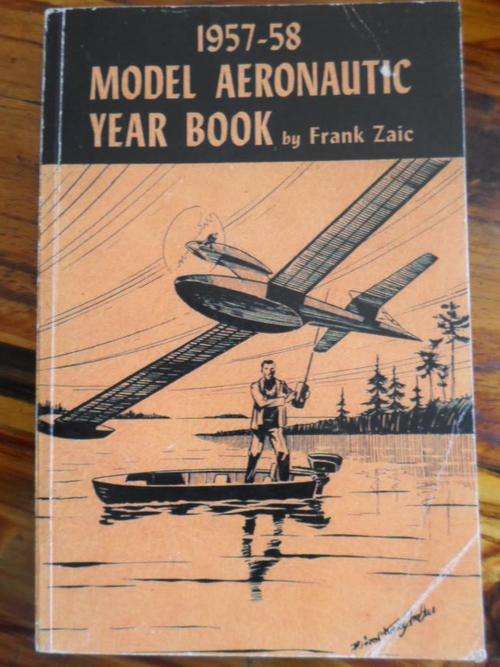 1957-58
MODEL AERONAUTIC
YEAR BOOK by Frank Zaic